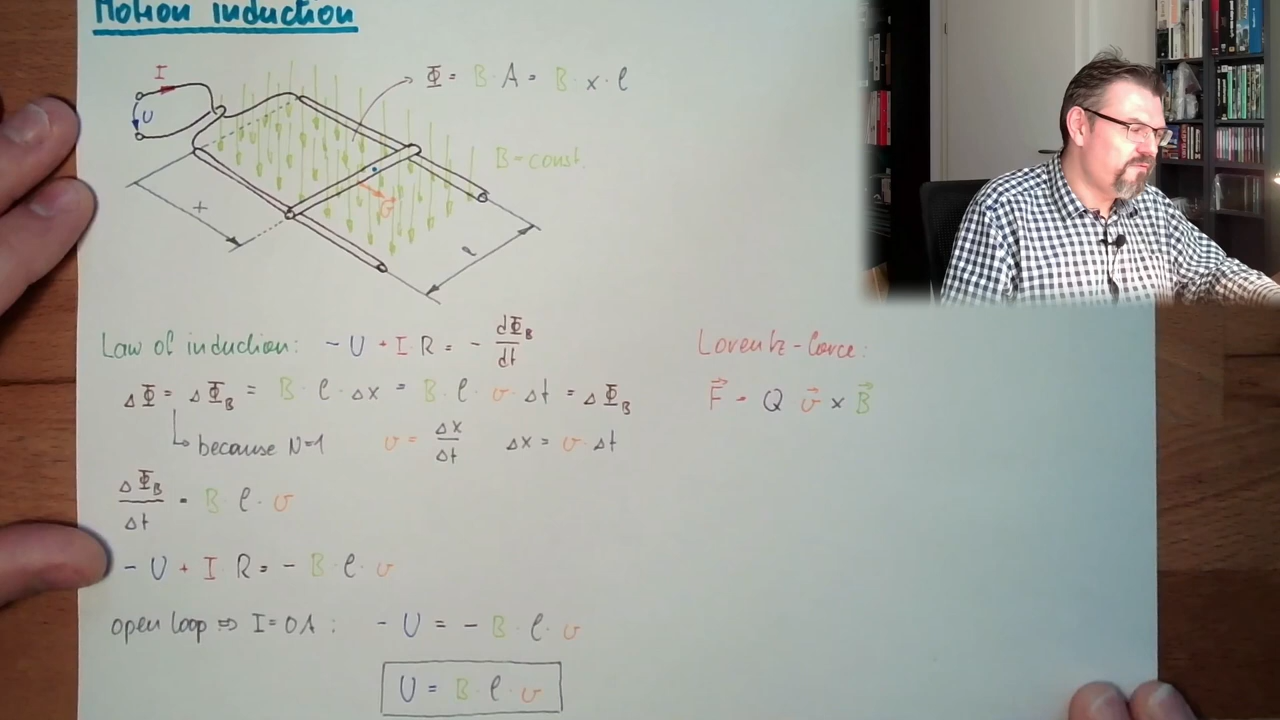 Motion induction
I
U
Φ = B · A = B · x · l
B = const.
v⃗
x
l
Law of induction: - U + I R = - dΦ_B/dt
ΔΦ = ΔΦ_B = B · l · Δx = B · l · v · Δt = ΔΦ_B
because N=1 v = Δx/Δt Δx = v · Δt
ΔΦ_B/Δt = B · l · v
- U + I R = - B · l · v
open loop ⇒ I = 0A : - U = - B · l · v
U = B · l · v
Lorentz-force:
F⃗ = Q v⃗ × B⃗